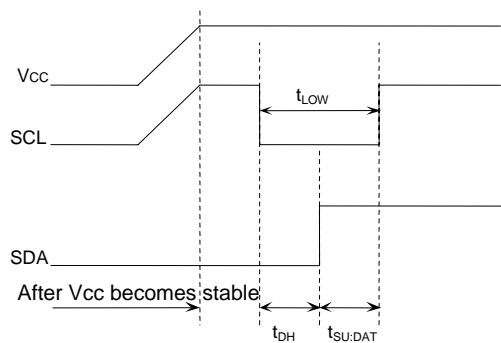 Vcc
tLOW
SCL
SDA
After Vcc becomes stable
tDH tSU:DAT